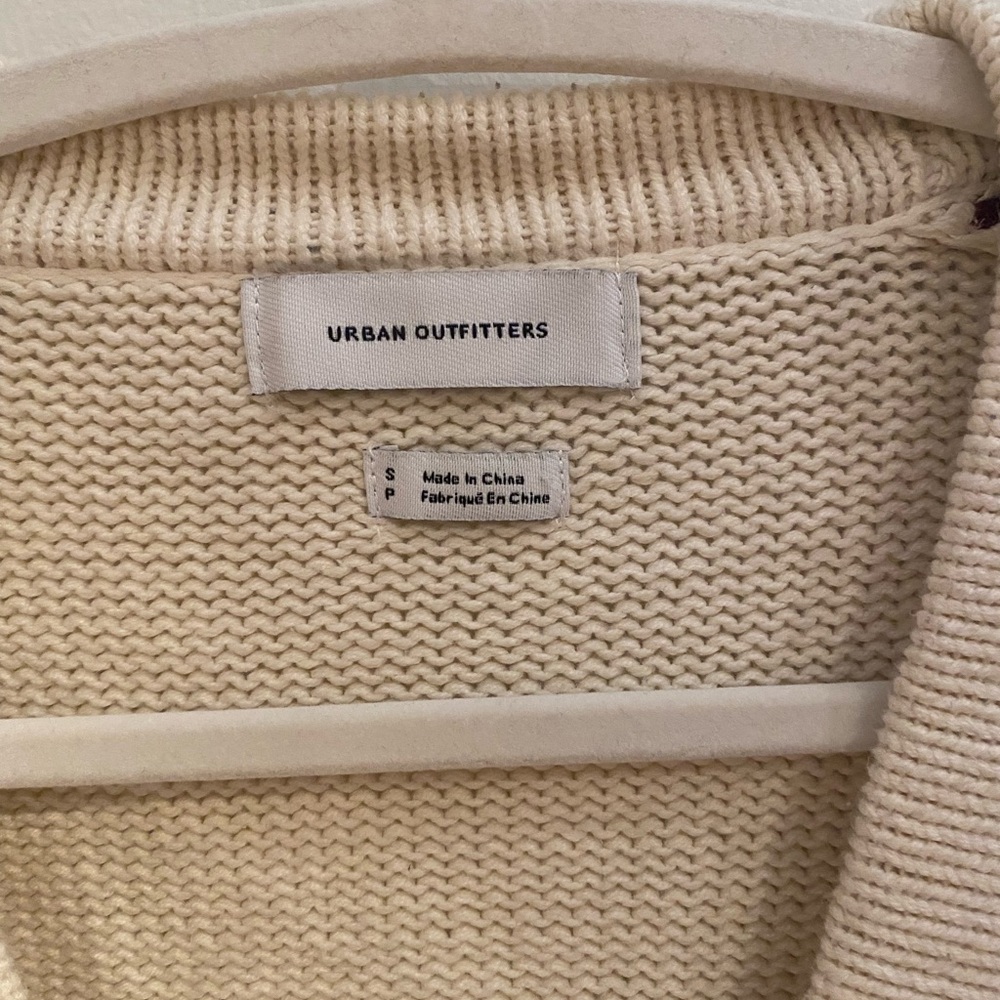 URBAN OUTFITTERS
S Made In China
P Fabriqué En Chine